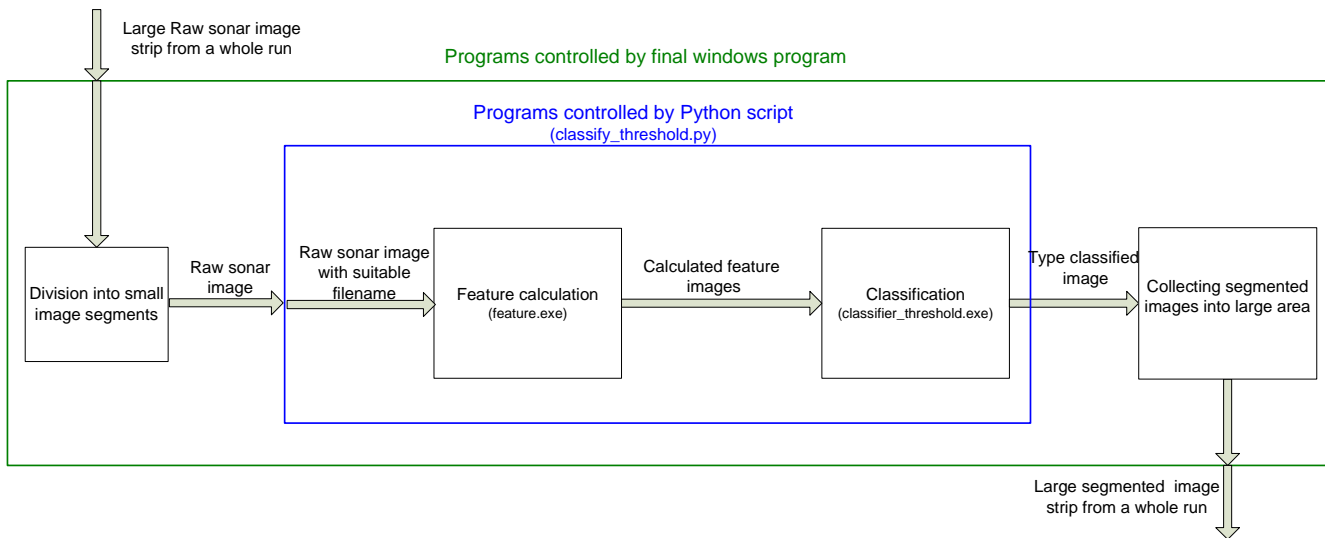 Large Raw sonar image
strip from a whole run
Programs controlled by final windows program
Programs controlled by Python script
(classify_threshold.py)
Division into small
image segments
Raw sonar
image
Raw sonar image
with suitable
filename
Feature calculation
(feature.exe)
Calculated feature
images
Classification
(classifier_threshold.exe)
Type classified
image
Collecting segmented
images into large area
Large segmented  image
strip from a whole run